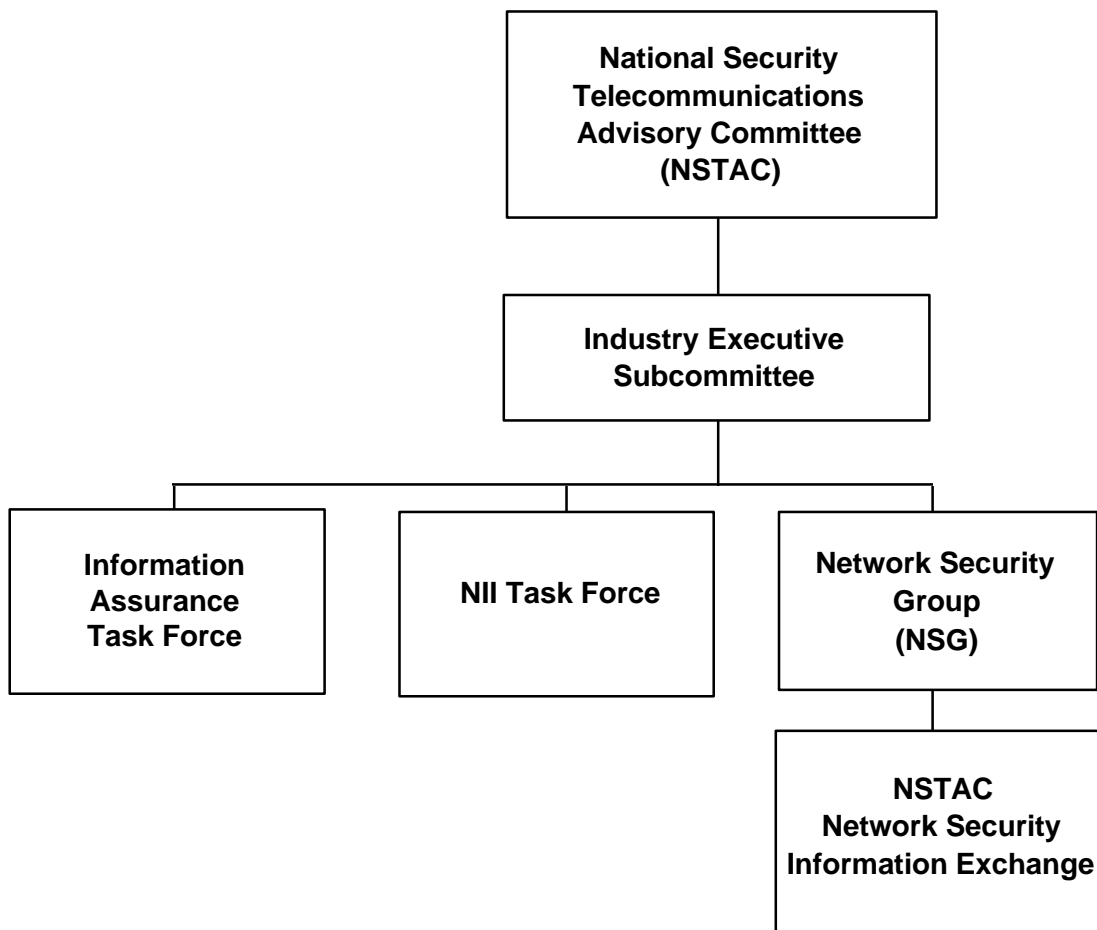 National Security
Telecommunications
Advisory Committee
(NSTAC)
Industry Executive
Subcommittee
Information
Assurance
Task Force
NII Task Force
Network Security
Group
(NSG)
NSTAC
Network Security
Information Exchange